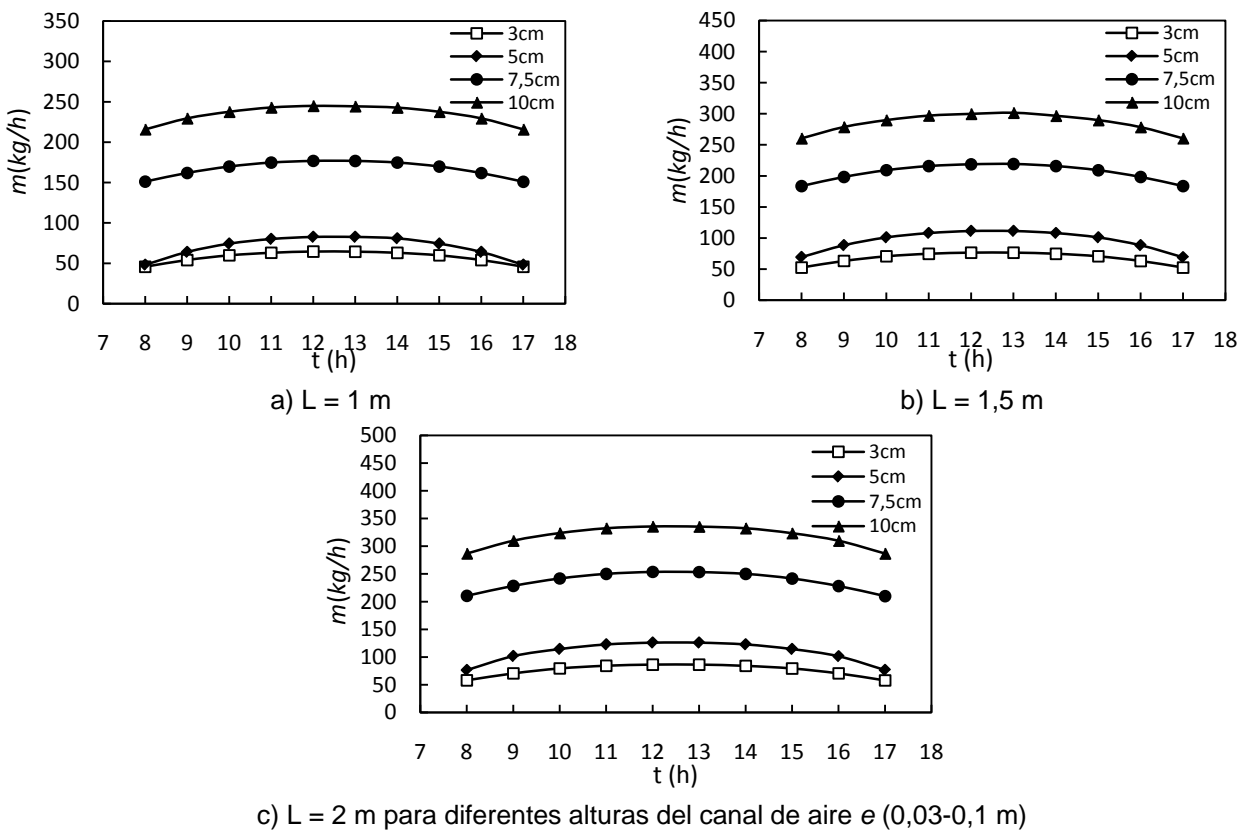 350
300
250
200
150
100
50
0
m(kg/h)
3cm
5cm
7,5cm
10cm
7 8 9 10 11 12 13 14 15 16 17 18
t (h)
a) L = 1 m
450
400
350
300
250
200
150
100
50
0
m(kg/h)
3cm
5cm
7,5cm
10cm
7 8 9 10 11 12 13 14 15 16 17 18
t (h)
b) L = 1,5 m
500
450
400
350
300
250
200
150
100
50
0
m(kg/h)
3cm
5cm
7,5cm
10cm
7 8 9 10 11 12 13 14 15 16 17 18
t (h)
c) L = 2 m para diferentes alturas del canal de aire e (0,03-0,1 m)